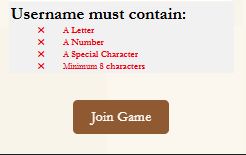 Username must contain:
✕ A Letter
✕ A Number
✕ A Special Character
✕ Minimum 8 characters
Join Game